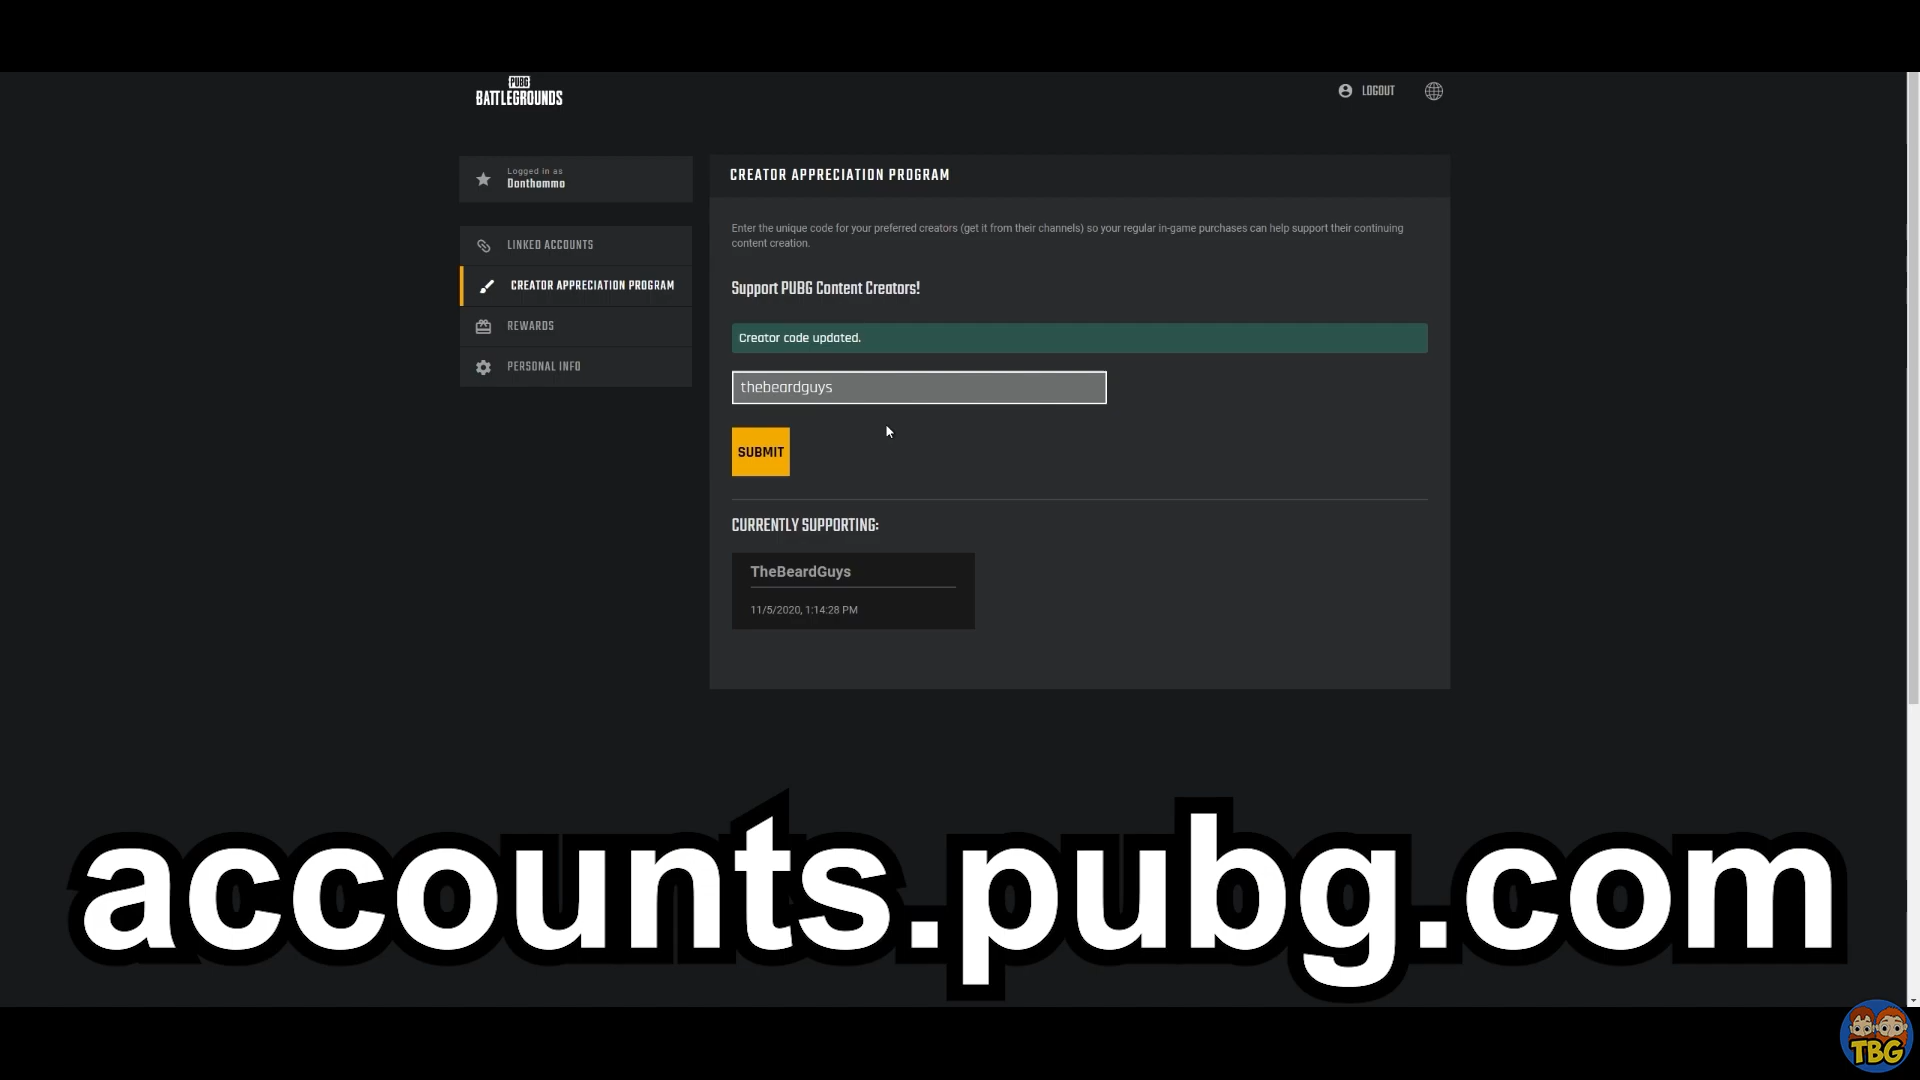 PUBG
BATTLEGROUNDS
LOGOUT
Logged in as
Donthommo
LINKED ACCOUNTS
CREATOR APPRECIATION PROGRAM
REWARDS
PERSONAL INFO
CREATOR APPRECIATION PROGRAM
Enter the unique code for your preferred creators (get it from their channels) so your regular in-game purchases can help support their continuing
content creation.
Support PUBG Content Creators!
Creator code updated.
thebeardguys
SUBMIT
CURRENTLY SUPPORTING:
TheBeardGuys
11/5/2020, 1:14:28 PM
accounts.pubg.com
TBG